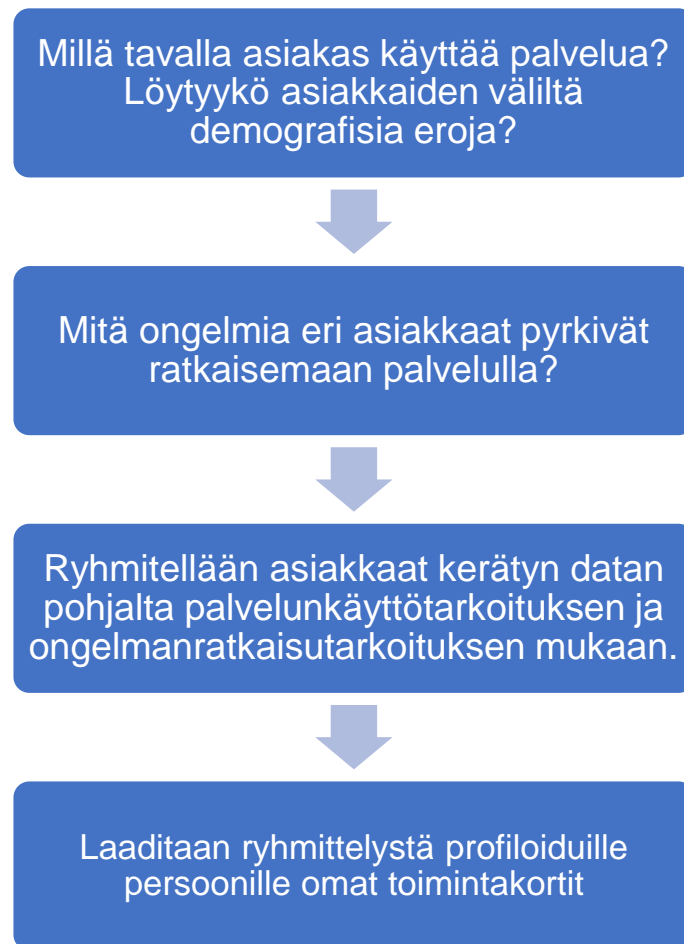 Millä tavalla asiakas käyttää palvelua?
Löytyykö asiakkaiden väliltä
demografisia eroja?
Mitä ongelmia eri asiakkaat pyrkivät
ratkaisemaan palvelulla?
Ryhmitellään asiakkaat kerätyn datan
pohjalta palvelunkäyttötarkoituksen ja
ongelmanratkaisutarkoituksen mukaan.
Laaditaan ryhmittelystä profiloiduille
persoonille omat toimintakortit